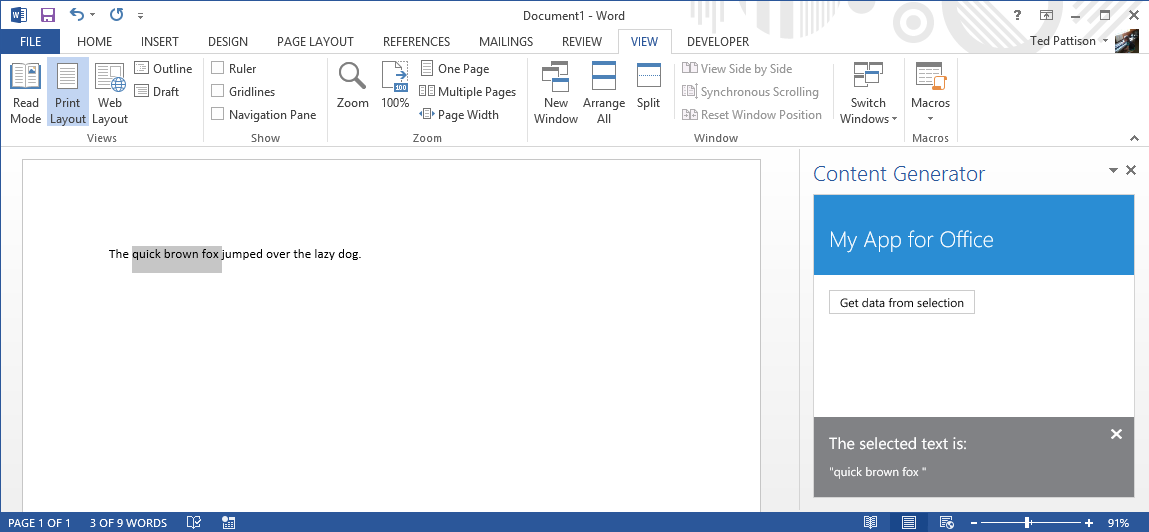 Document1 - Word
?
Ted Pattison
FILE HOME INSERT DESIGN PAGE LAYOUT REFERENCES MAILINGS REVIEW VIEW DEVELOPER
Read Mode
Print Layout
Web Layout
Outline
Draft
Views
Ruler
Gridlines
Navigation Pane
Show
Zoom
100
100%
One Page
Multiple Pages
Page Width
Zoom
New Window
Arrange All
Split
View Side by Side
Synchronous Scrolling
Reset Window Position
Window
Switch Windows
Macros
Macros
The quick brown fox jumped over the lazy dog.
Content Generator
My App for Office
Get data from selection
The selected text is:
"quick brown fox "
PAGE 1 OF 1 3 OF 9 WORDS
91%